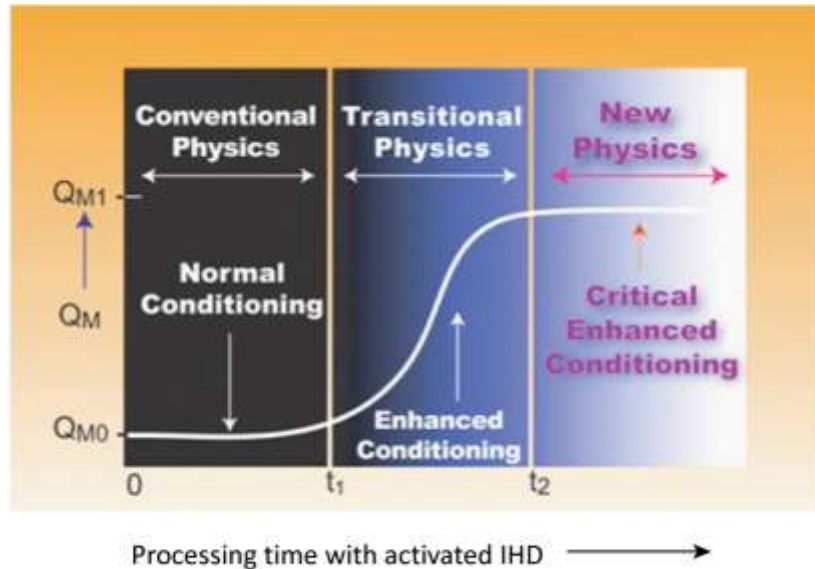 Conventional
Physics
Transitional
Physics
New
Physics
QM1
Normal
Conditioning
QM
Critical
Enhanced
Conditioning
Enhanced
Conditioning
QM0
0
t1
t2
Processing time with activated IHD